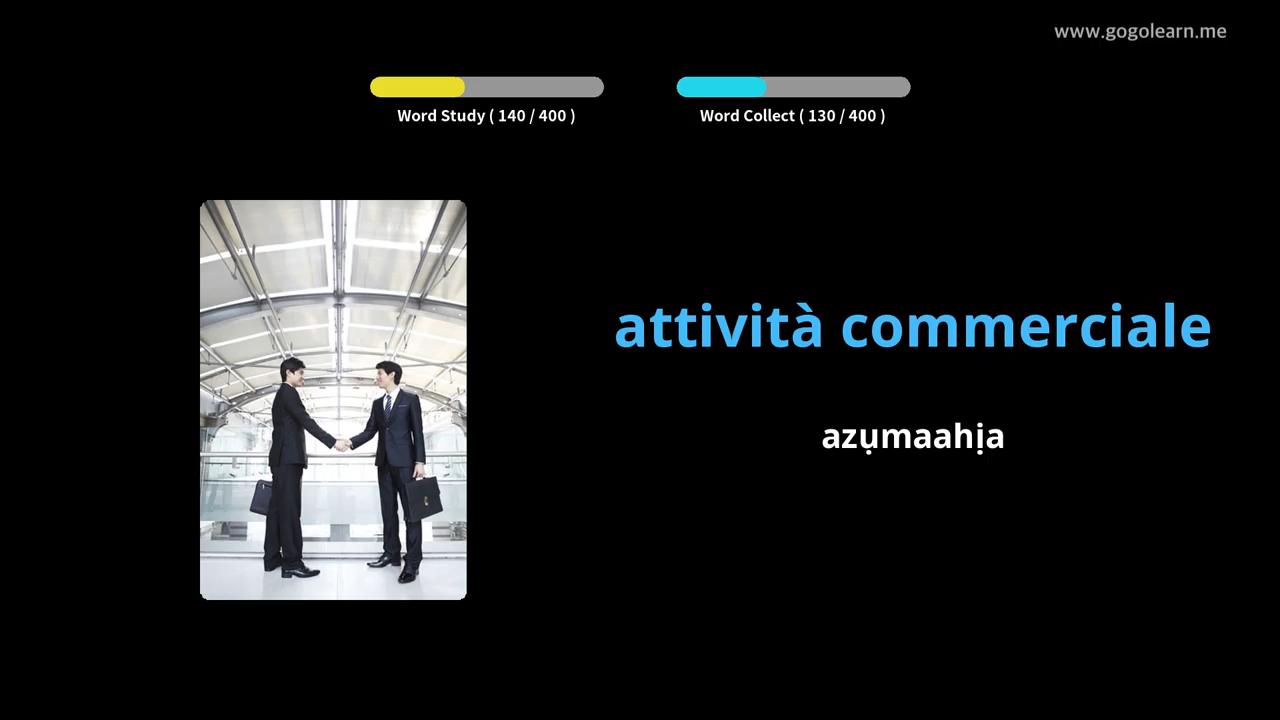 www.gogolearn.me
Word Study ( 140 / 400 )
Word Collect ( 130 / 400 )
attività commerciale
azụmaahịa